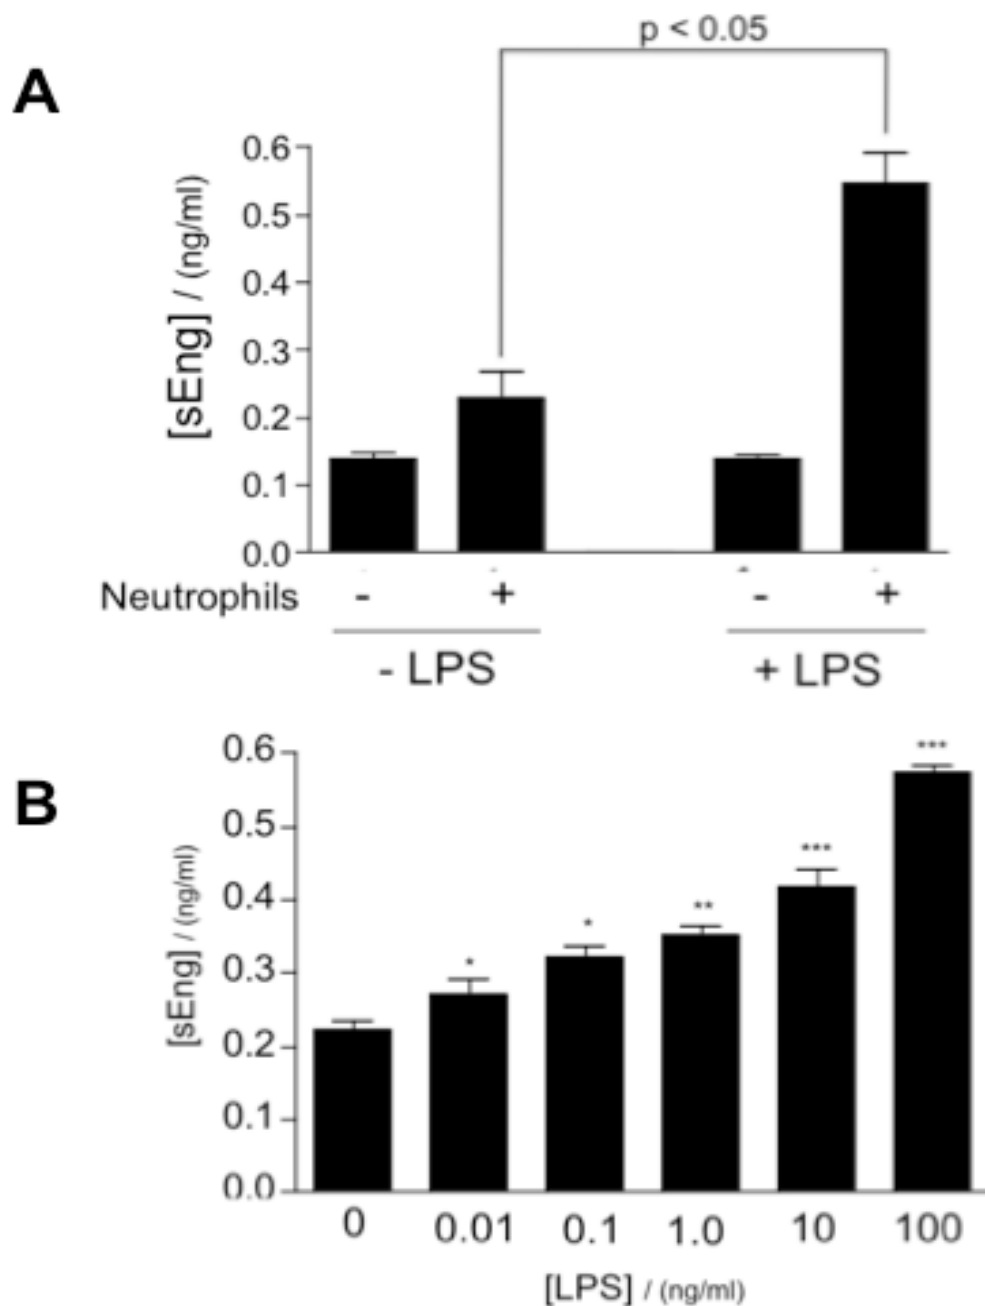 p < 0.05
A
0.6
0.5
0.4
0.3
0.2
0.1
0.0
[sEng] / (ng/ml)
Neutrophils - + - +
- LPS + LPS
B
0.6
0.5
0.4
0.3
0.2
0.1
0.0
[sEng] / (ng/ml)
* * ** *** ***
0 0.01 0.1 1.0 10 100
[LPS] / (ng/ml)